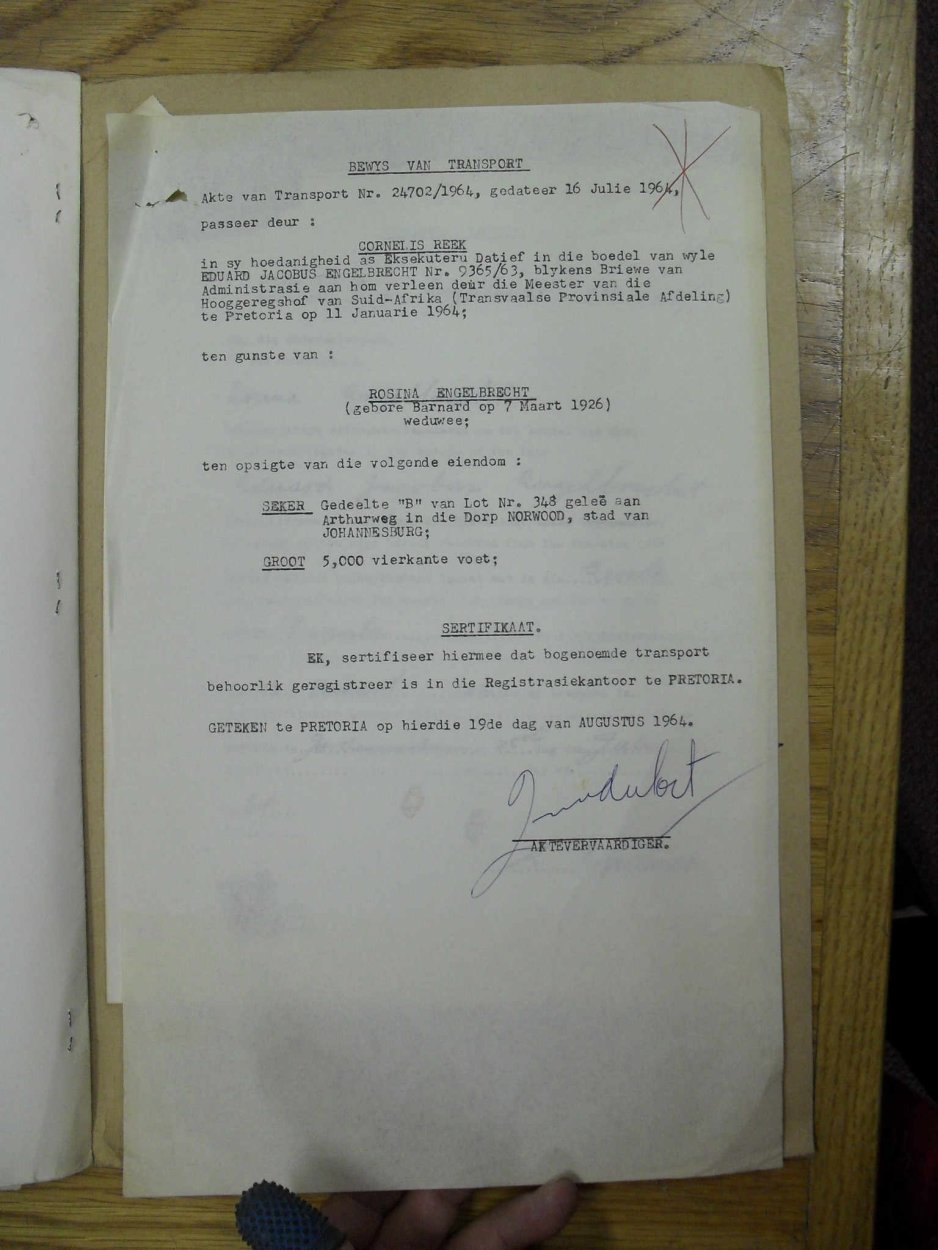 BEWYS VAN TRANSPORT
Akte van Transport Nr. 24702/1964, gedateer 16 Julie 1964,
passeer deur :
CORNELIS REEK
in sy hoedanigheid as Eksekuteru Datief in die boedel van wyle
EDUARD JACOBUS ENGELBRECHT Nr. 9365/63, blykens Briewe van
Administrasie aan hom verleen deur die Meester van die
Hooggeregshof van Suid-Afrika (Transvaalse Provinsiale Afdeling)
te Pretoria op 11 Januarie 1964;
ten gunste van :
ROSINA ENGELBRECHT
(gebore Barnard op 7 Maart 1926)
weduwee;
ten opsigte van die volgende eiendom :
SEKER Gedeelte "B" van Lot Nr. 348 geleë aan
Arthurweg in die Dorp NORWOOD, stad van
JOHANNESBURG;
GROOT 5,000 vierkante voet;
SERTIFIKAAT.
EK, sertifiseer hiermee dat bogenoemde transport
behoorlik geregistreer is in die Registrasiekantoor te PRETORIA.
GETEKEN te PRETORIA op hierdie 19de dag van AUGUSTUS 1964.
AKTEVERVAARDIGER.